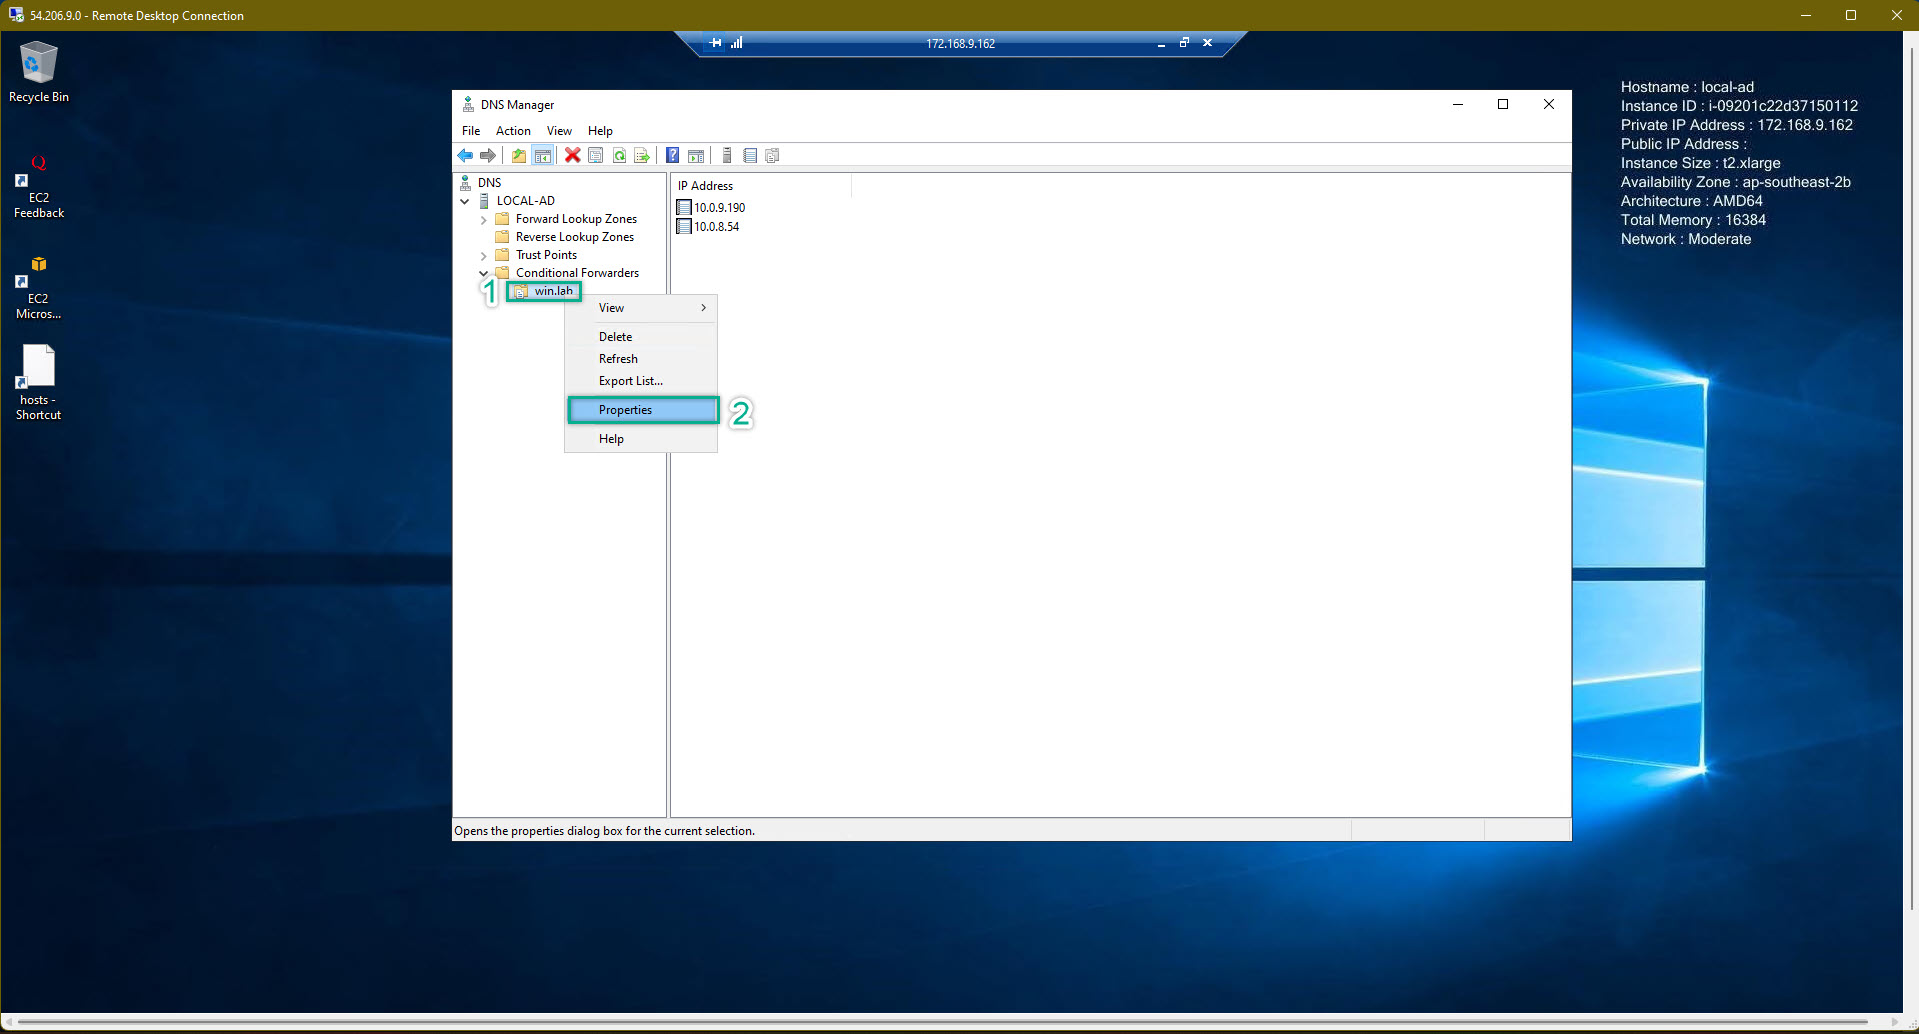 54.206.9.0 - Remote Desktop Connection
172.168.9.162
Recycle Bin
EC2
Feedback
EC2
Micros...
hosts -
Shortcut
Hostname : local-ad
Instance ID : i-09201c22d37150112
Private IP Address : 172.168.9.162
Public IP Address :
Instance Size : t2.xlarge
Availability Zone : ap-southeast-2b
Architecture : AMD64
Total Memory : 16384
Network : Moderate
DNS Manager
File Action View Help
DNS
LOCAL-AD
Forward Lookup Zones
Reverse Lookup Zones
Trust Points
Conditional Forwarders
1 win.lab
IP Address
10.0.9.190
10.0.8.54
View
Delete
Refresh
Export List...
Properties 2
Help
Opens the properties dialog box for the current selection.